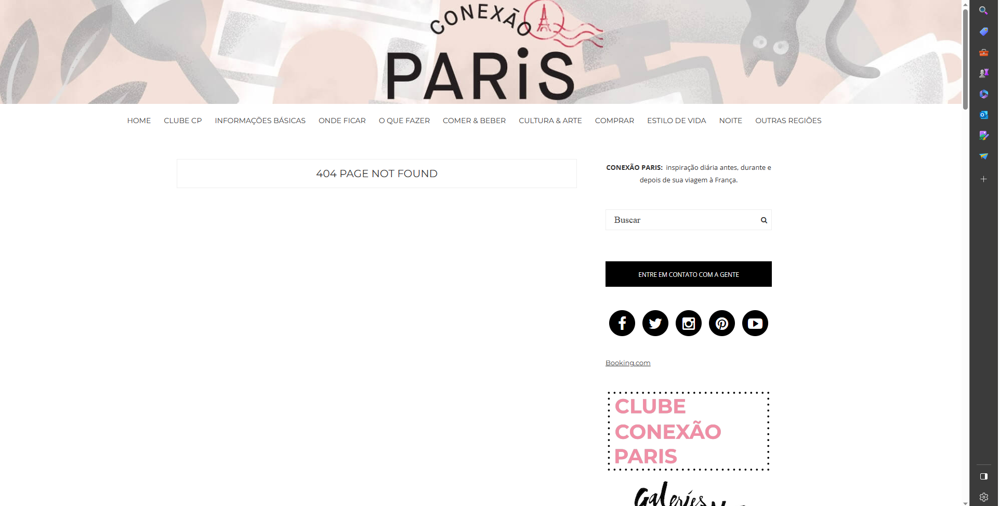 CONEXÃO
PARiS
HOME CLUBE CP INFORMAÇÕES BÁSICAS ONDE FICAR O QUE FAZER COMER & BEBER CULTURA & ARTE COMPRAR ESTILO DE VIDA NOITE OUTRAS REGIÕES
404 PAGE NOT FOUND
CONEXÃO PARIS: inspiração diária antes, durante e
depois de sua viagem à França.
Buscar
ENTRE EM CONTATO COM A GENTE
Booking.com
CLUBE
CONEXÃO
PARIS
Galeries